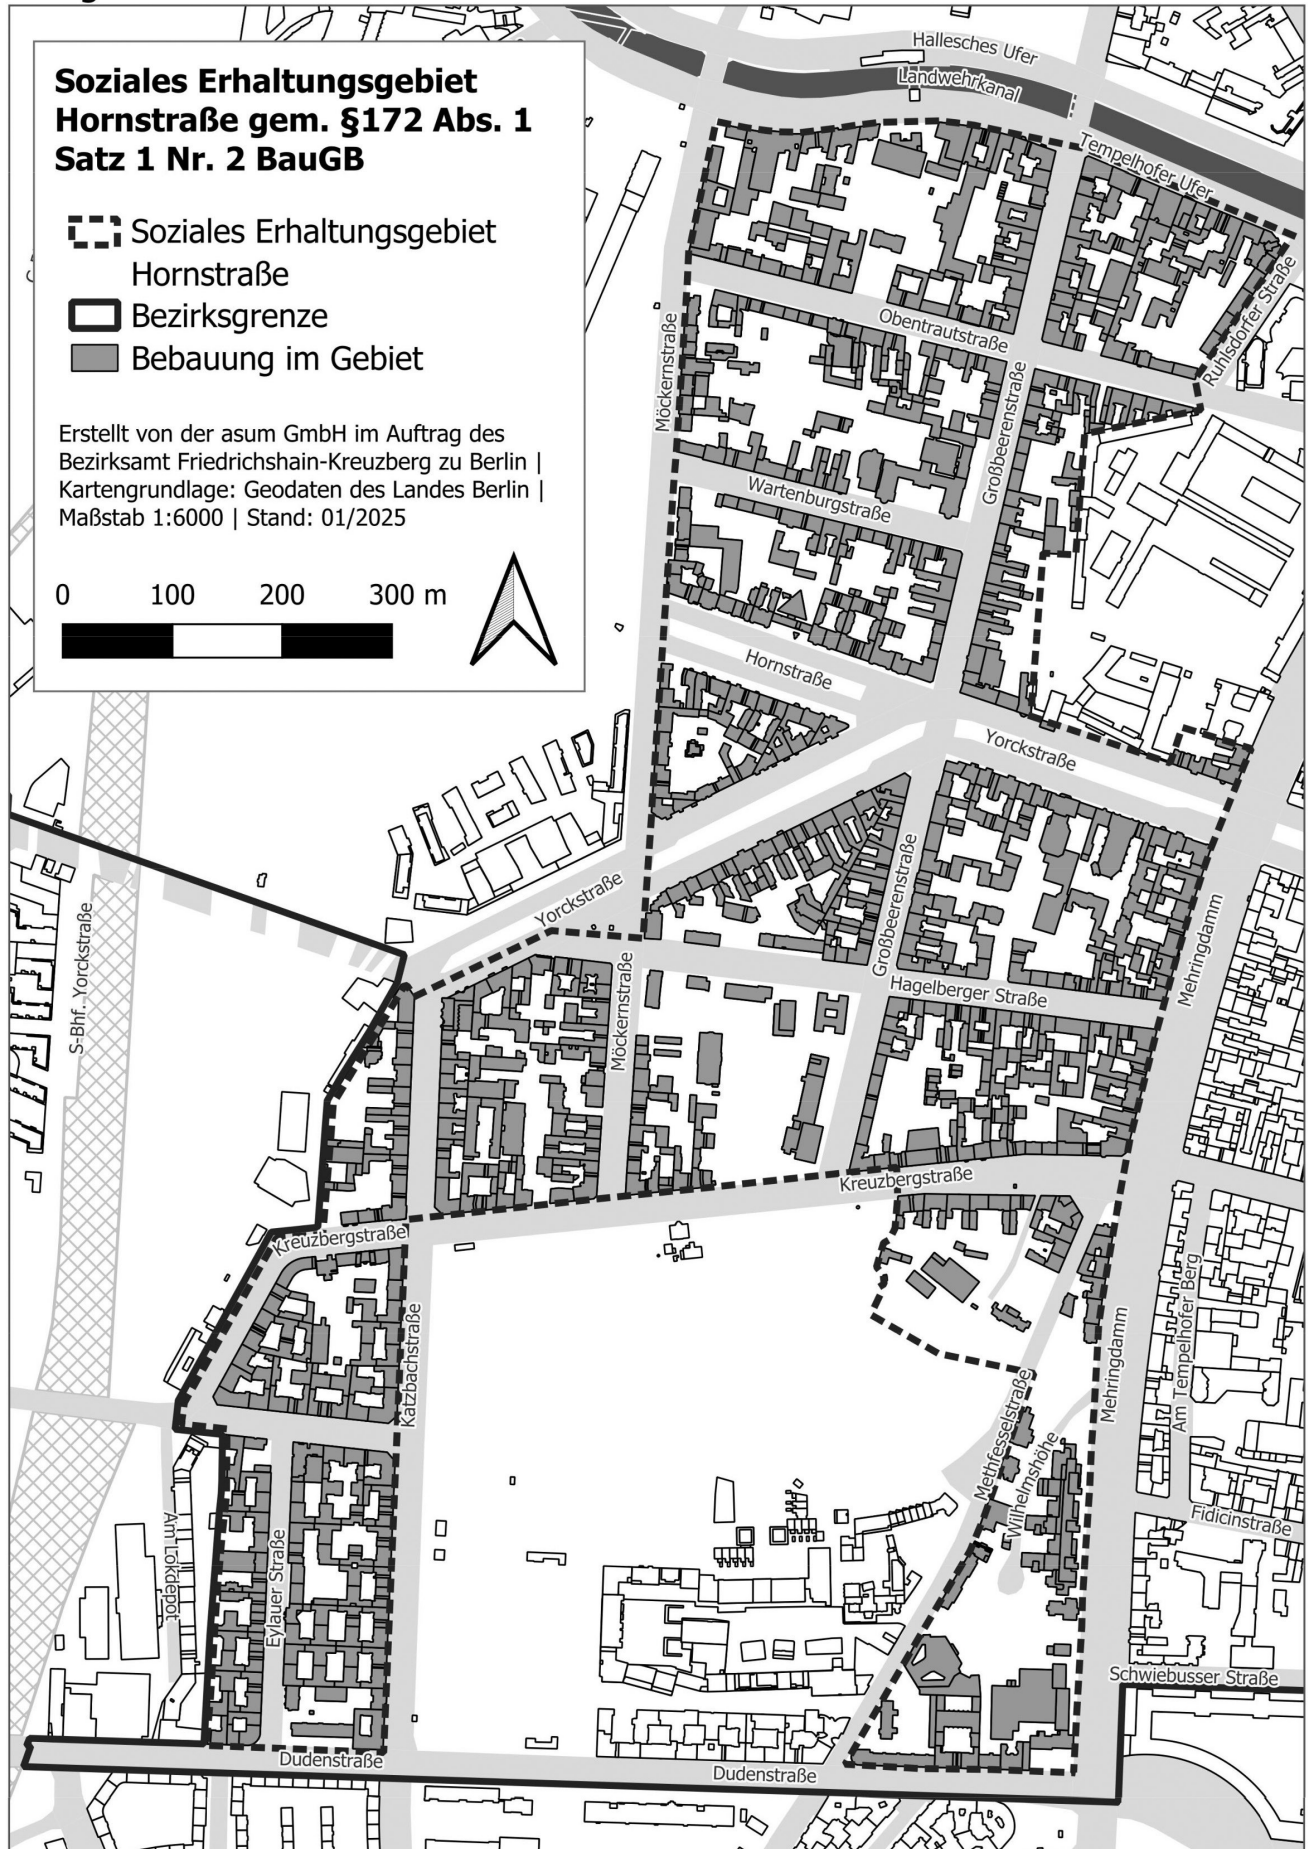 Soziales Erhaltungsgebiet
Hornstraße gem. §172 Abs. 1
Satz 1 Nr. 2 BauGB
Soziales Erhaltungsgebiet
Hornstraße
Bezirksgrenze
Bebauung im Gebiet
Erstellt von der asum GmbH im Auftrag des
Bezirksamt Friedrichshain-Kreuzberg zu Berlin |
Kartengrundlage: Geodaten des Landes Berlin |
Maßstab 1:6000 | Stand: 01/2025
0 100 200 300 m
Hallesches Ufer
Landwehrkanal
Tempelhofer Ufer
Ruhlsdorfer Straße
Obentrautstraße
Möckernstraße
Großbeerenstraße
Wartenburgstraße
Hornstraße
Yorckstraße
Yorckstraße
Großbeerenstraße
Mehringdamm
S-Bhf. Yorckstraße
Möckernstraße
Hagelberger Straße
Kreuzbergstraße
Kreuzbergstraße
Katzbachstraße
Mehringdamm
Am Tempelhofer Berg
Methfesselstraße
Wilhelmshöhe
Fidicinstraße
Am Lokdepot
Eylauer Straße
Schwiebusser Straße
Dudenstraße
Dudenstraße